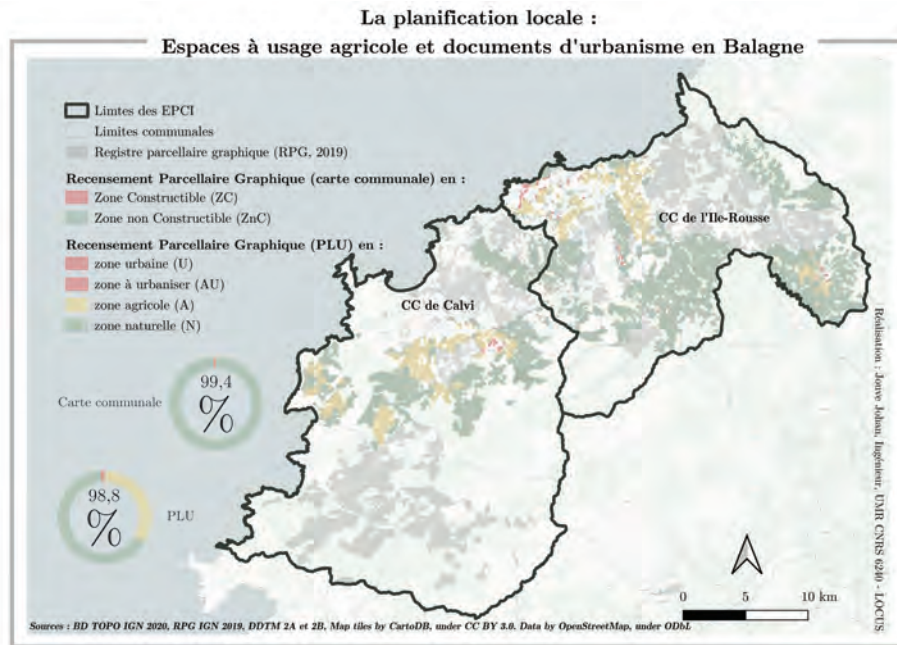 La planification locale :
Espaces à usage agricole et documents d'urbanisme en Balagne
Limtes des EPCI
Limites communales
Registre parcellaire graphique (RPG, 2019)
Recensement Parcellaire Graphique (carte communale) en :
Zone Constructible (ZC)
Zone non Constructible (ZnC)
Recensement Parcellaire Graphique (PLU) en :
zone urbaine (U)
zone à urbaniser (AU)
zone agricole (A)
zone naturelle (N)
CC de l'Ile-Rousse
CC de Calvi
Carte communale
99,4
%
98,8
%
PLU
Réalisation : Jouve Johan, Ingénieur, UMR CNRS 6240 - LOCUS
0 5 10 km
Sources : BD TOPO IGN 2020, RPG IGN 2019, DDTM 2A et 2B, Map tiles by CartoDB, under CC BY 3.0. Data by OpenStreetMap, under ODbL